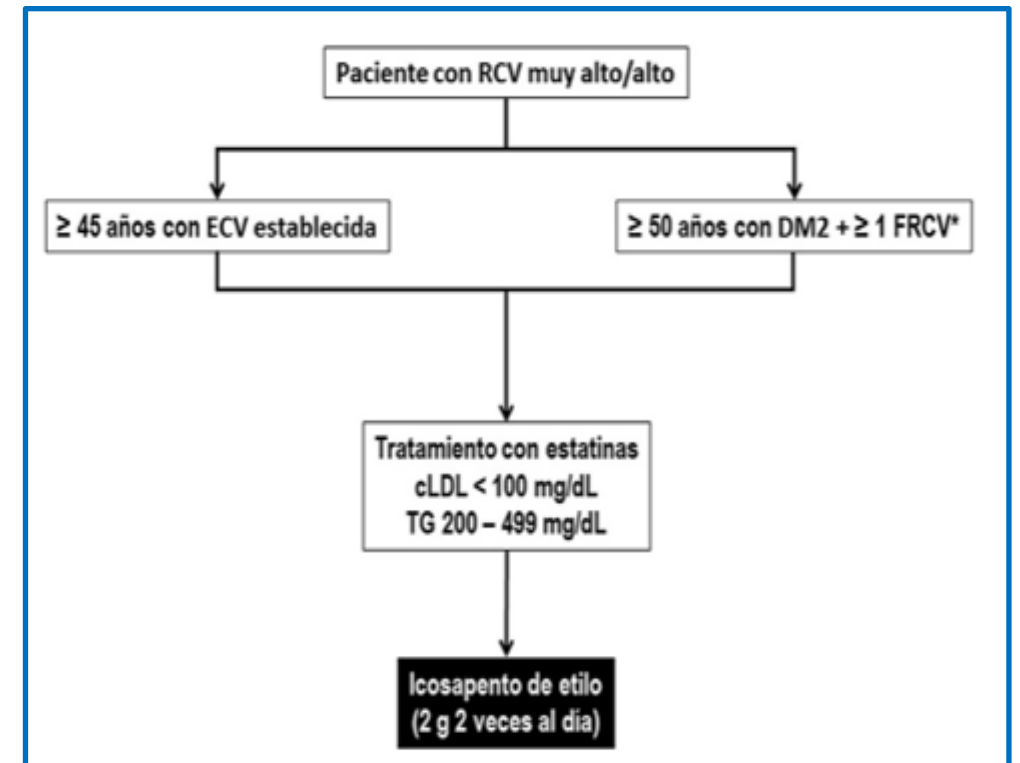 Paciente con RCV muy alto/alto
≥ 45 años con ECV establecida
≥ 50 años con DM2 + ≥ 1 FRCV*
Tratamiento con estatinas
cLDL < 100 mg/dL
TG 200 – 499 mg/dL
Icosapento de etilo
(2 g 2 veces al día)